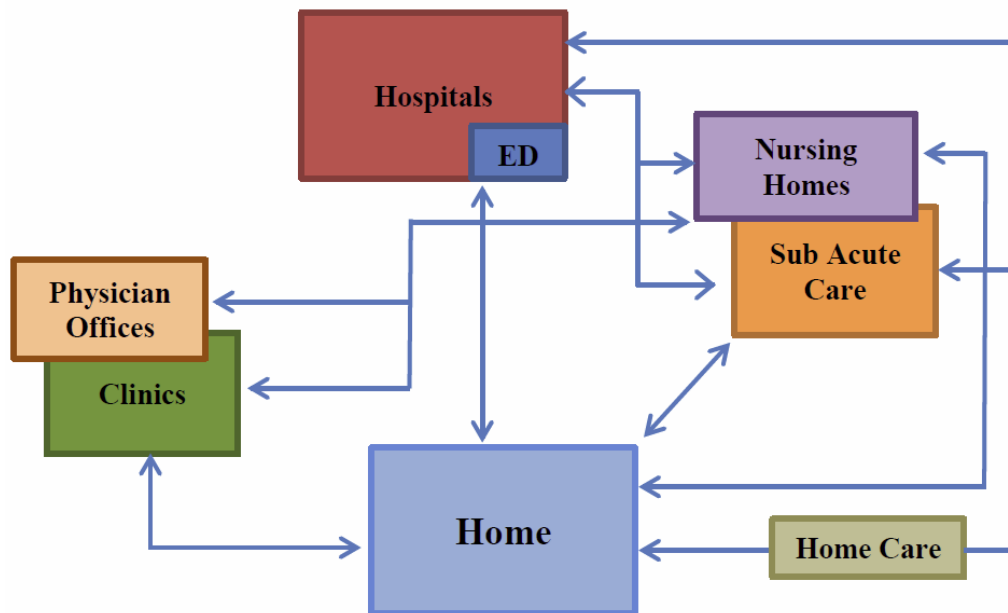 Hospitals
ED
Nursing
Homes
Sub Acute
Care
Physician
Offices
Clinics
Home
Home Care